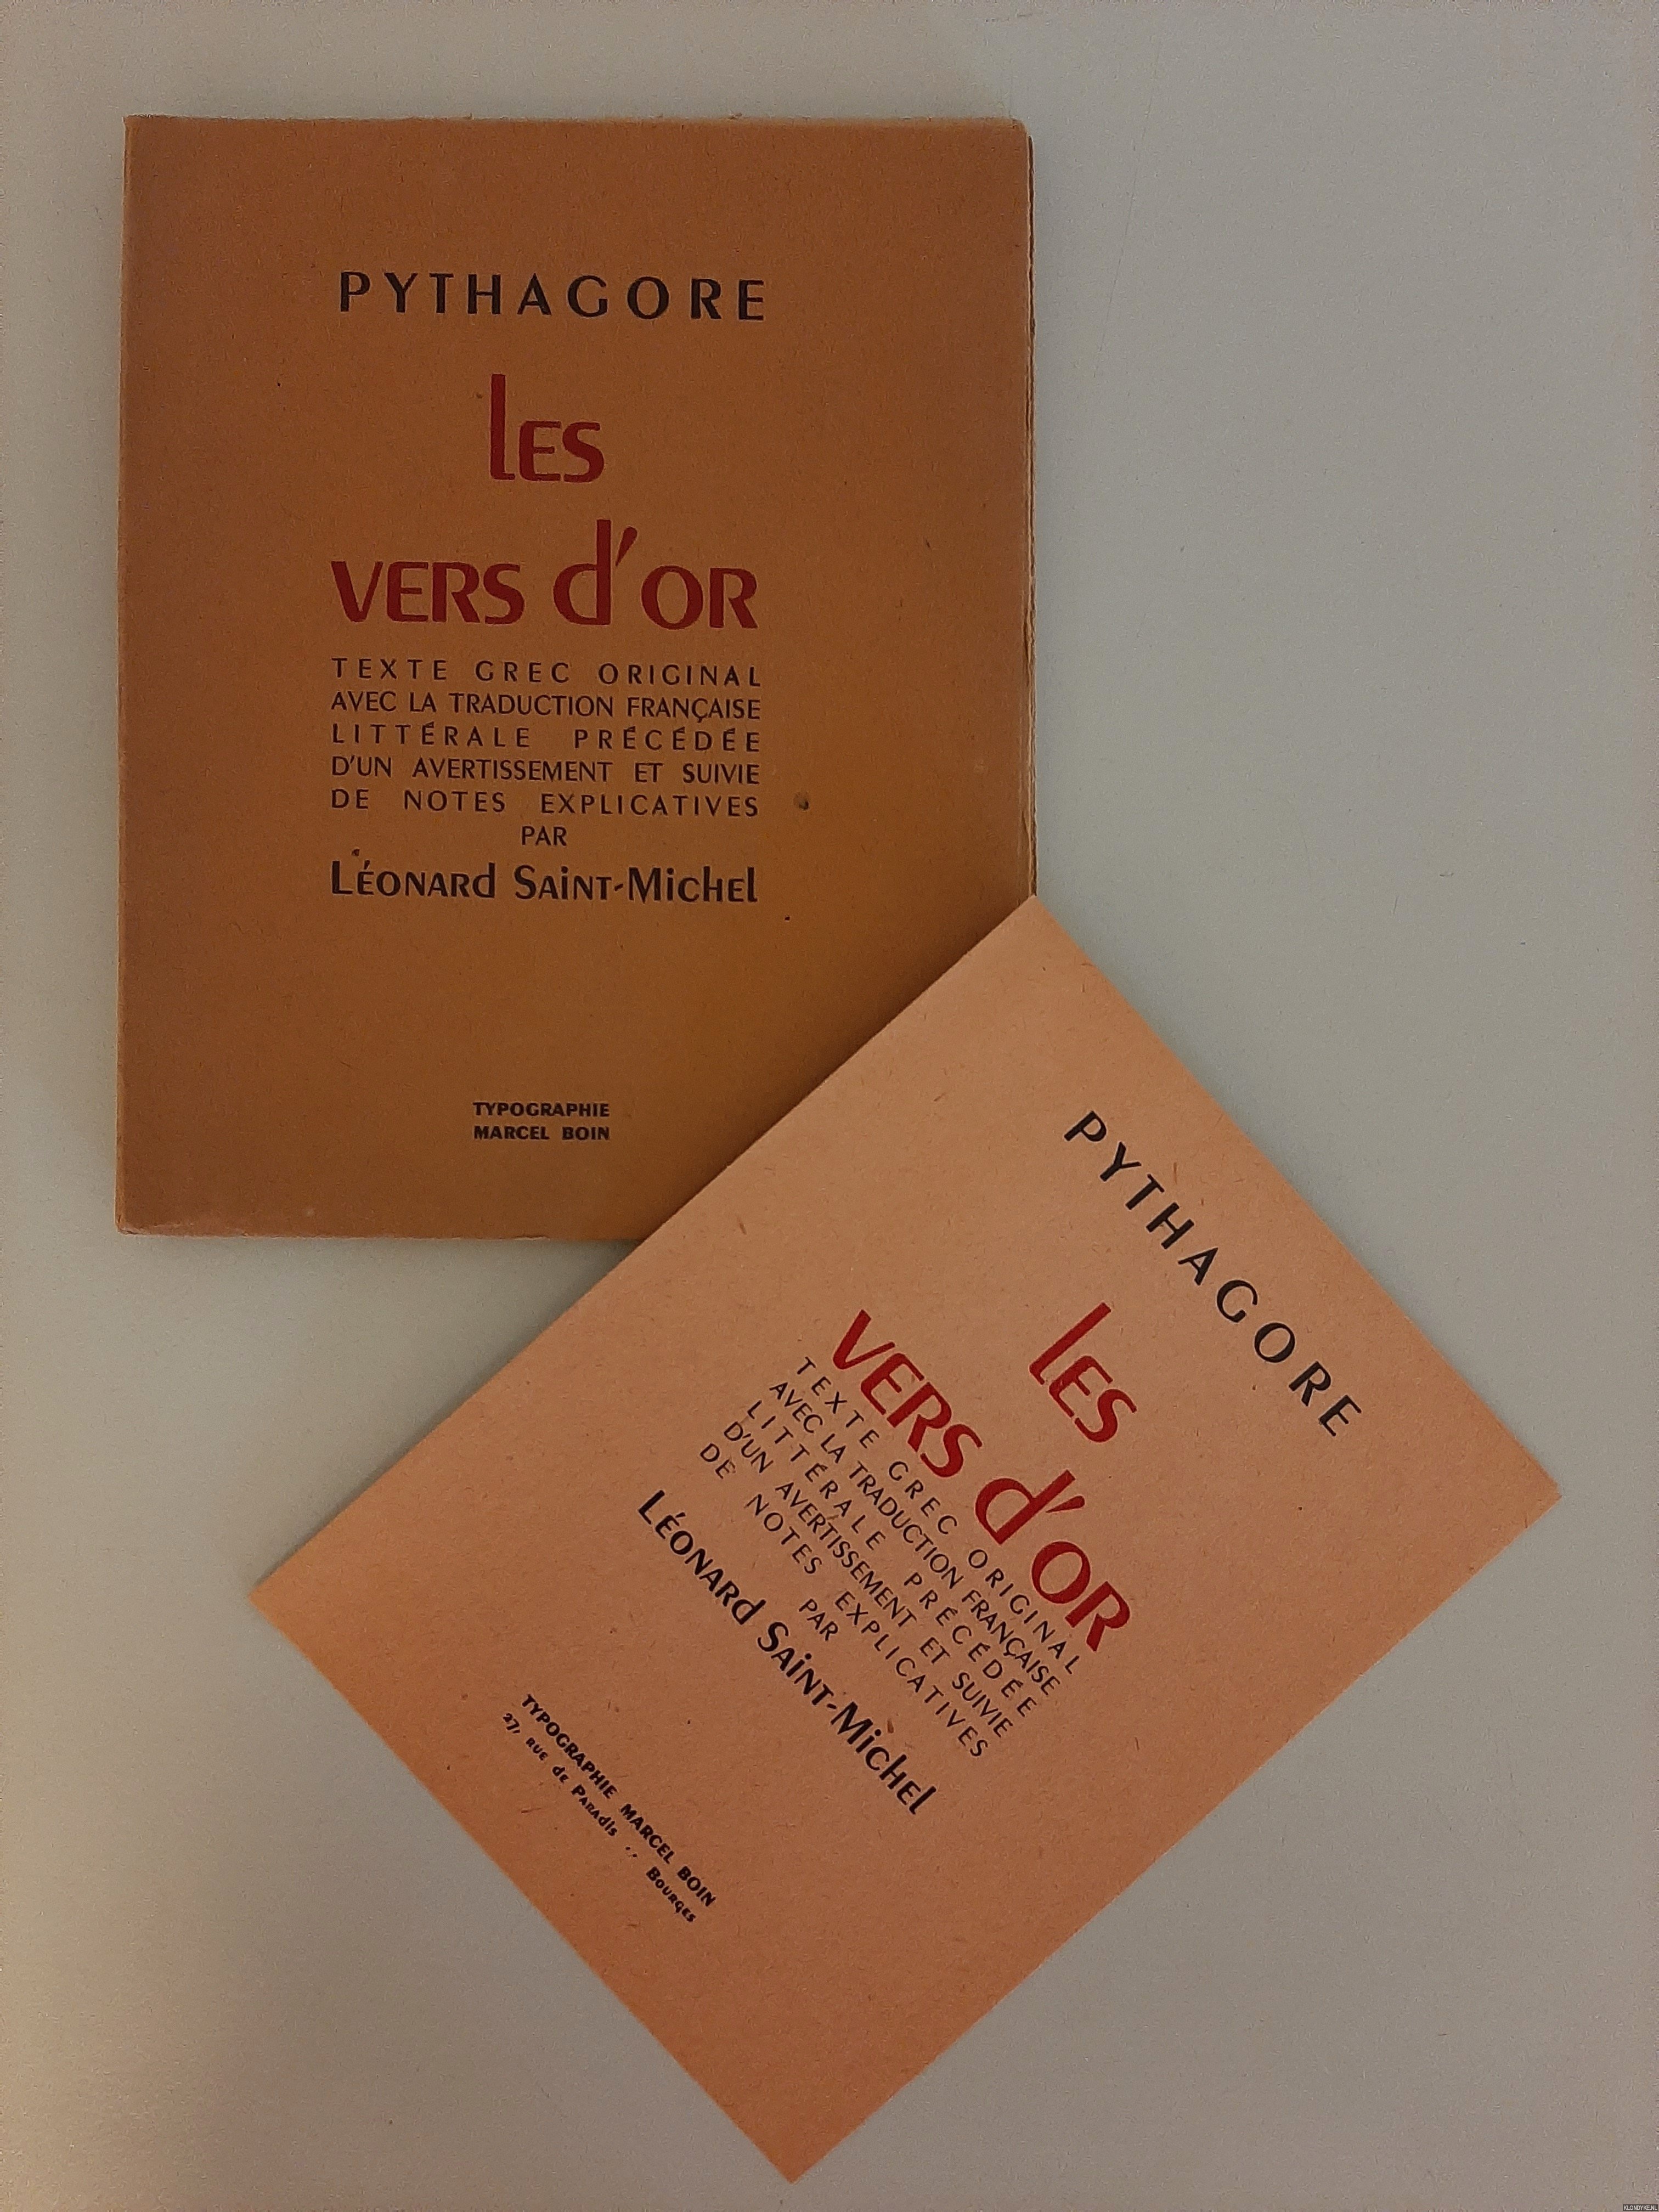 PYTHAGORE
lES
VERS d'OR
TEXTE GREC ORIGINAL
AVEC LA TRADUCTION FRANÇAISE
LITTÉRALE PRÉCÉDÉE
D'UN AVERTISSEMENT ET SUIVIE
DE NOTES EXPLICATIVES
PAR
LÉONARd SAiNT-MicHEl
TYPOGRAPHIE
MARCEL BOIN
PYTHAGORE
lES
VERS d'OR
TEXTE GREC ORIGINAL
AVEC LA TRADUCTION FRANÇAISE
LITTÉRALE PRÉCÉDÉE
D'UN AVERTISSEMENT ET SUIVIE
DE NOTES EXPLICATIVES
PAR
LÉONARd SAiNT-MicHEl
TYPOGRAPHIE MARCEL BOIN
27, RUE dE PARAdis :: BOURGES
KLONDYKE.NL